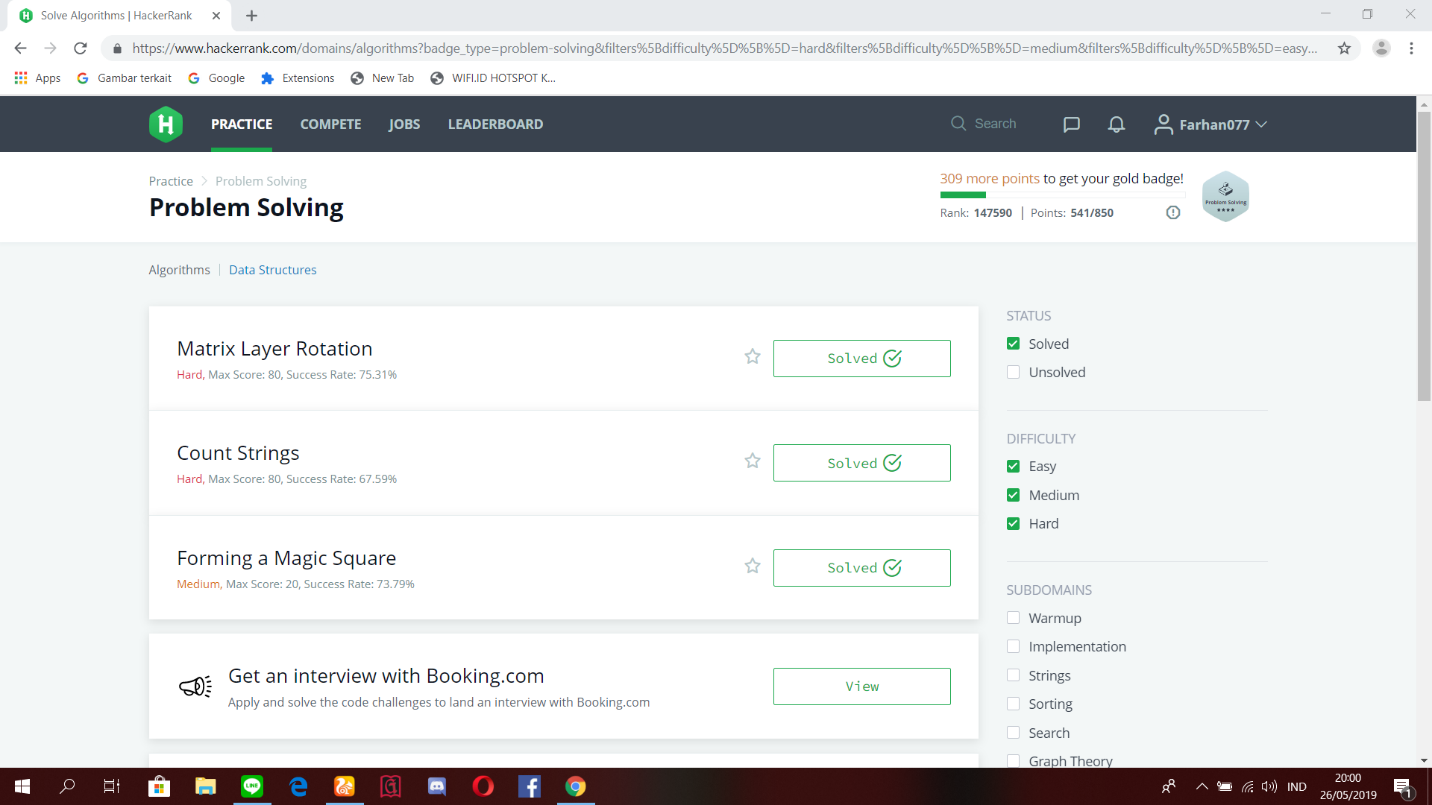 Solve Algorithms | HackerRank
https://www.hackerrank.com/domains/algorithms?badge_type=problem-solving&filters%5Bdifficulty%5D%5B%5D=hard&filters%5Bdifficulty%5D%5B%5D=medium&filters%5Bdifficulty%5D%5B%5D=easy...
Apps Gambar terkait Google Extensions New Tab WIFI.ID HOTSPOT K...
H PRACTICE COMPETE JOBS LEADERBOARD Search Farhan077
Practice > Problem Solving
309 more points to get your gold badge!
Problem Solving
Rank: 147590 | Points: 541/850
Problem Solving
Algorithms | Data Structures
Matrix Layer Rotation
Hard, Max Score: 80, Success Rate: 75.31%
Solved
Count Strings
Hard, Max Score: 80, Success Rate: 67.59%
Solved
Forming a Magic Square
Medium, Max Score: 20, Success Rate: 73.79%
Solved
Get an interview with Booking.com
Apply and solve the code challenges to land an interview with Booking.com
View
STATUS
Solved
Unsolved
DIFFICULTY
Easy
Medium
Hard
SUBDOMAINS
Warmup
Implementation
Strings
Sorting
Search
Graph Theory
LINE
IND
20:00
26/05/2019
1